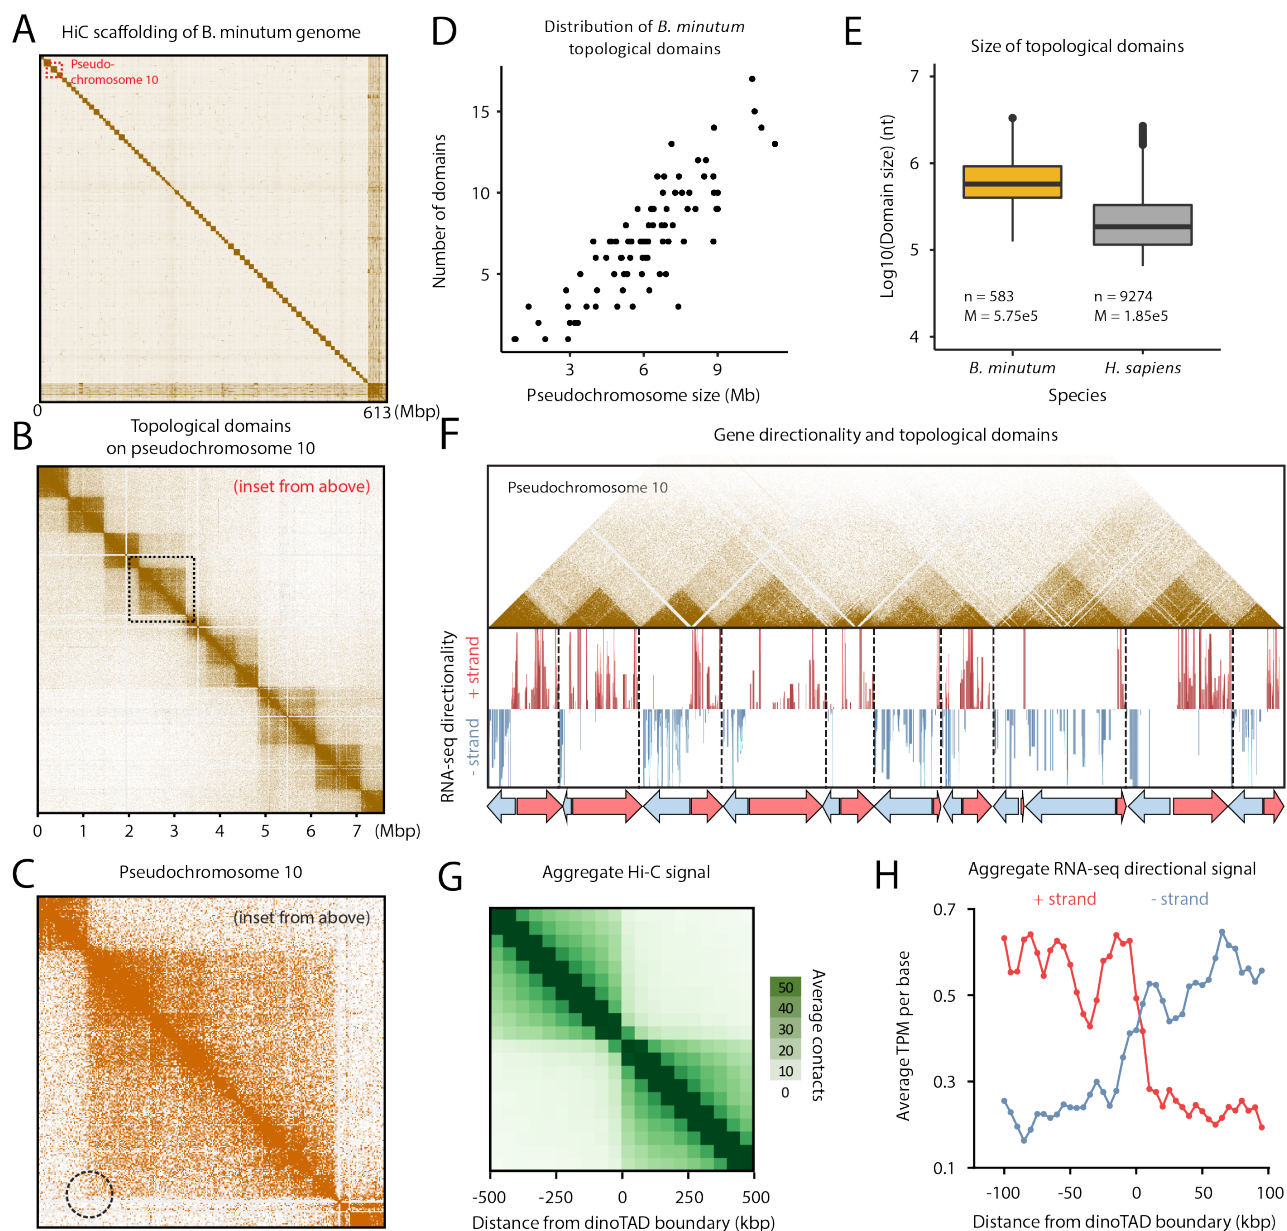 A
HiC scaffolding of B. minutum genome
Pseudo-
chromosome 10
0
613 (Mbp)
B
Topological domains
on pseudochromosome 10
(inset from above)
0 1 2 3 4 5 6 7 (Mbp)
C
Pseudochromosome 10
(inset from above)
D
Distribution of B. minutum
topological domains
Number of domains
15
10
5
3 6 9
Pseudochromosome size (Mb)
E
Size of topological domains
Log10(Domain size) (nt)
7
6
5
4
n = 583
M = 5.75e5
n = 9274
M = 1.85e5
B. minutum
H. sapiens
Species
F
Gene directionality and topological domains
Pseudochromosome 10
RNA-seq directionality
- strand + strand
G
Aggregate Hi-C signal
50
40
30
20
10
0
Average contacts
-500 -250 0 250 500 kbp
Distance from dinoTAD boundary (kbp)
H
Aggregate RNA-seq directional signal
+ strand - strand
Average TPM per base
0.7
0.5
0.3
0.1
-100 -50 0 50 100
Distance from dinoTAD boundary (kbp)